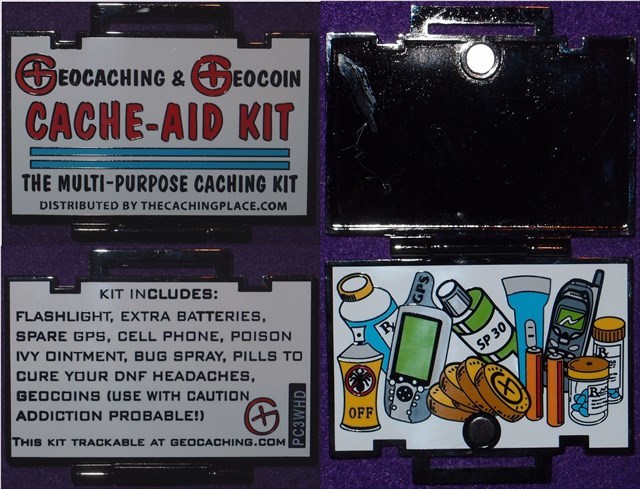 GEOCACHING & GEOCOIN
CACHE-AID KIT
THE MULTI-PURPOSE CACHING KIT
DISTRIBUTED BY THECACHINGPLACE.COM
KIT INCLUDES:
FLASHLIGHT, EXTRA BATTERIES,
SPARE GPS, CELL PHONE, POISON
IVY OINTMENT, BUG SPRAY, PILLS TO
CURE YOUR DNF HEADACHES,
GEOCOINS (USE WITH CAUTION
ADDICTION PROBABLE!)
THIS KIT TRACKABLE AT GEOCACHING.COM
PC3WHD
GPS
Rx
SP 30
OFF
Rx
Rx